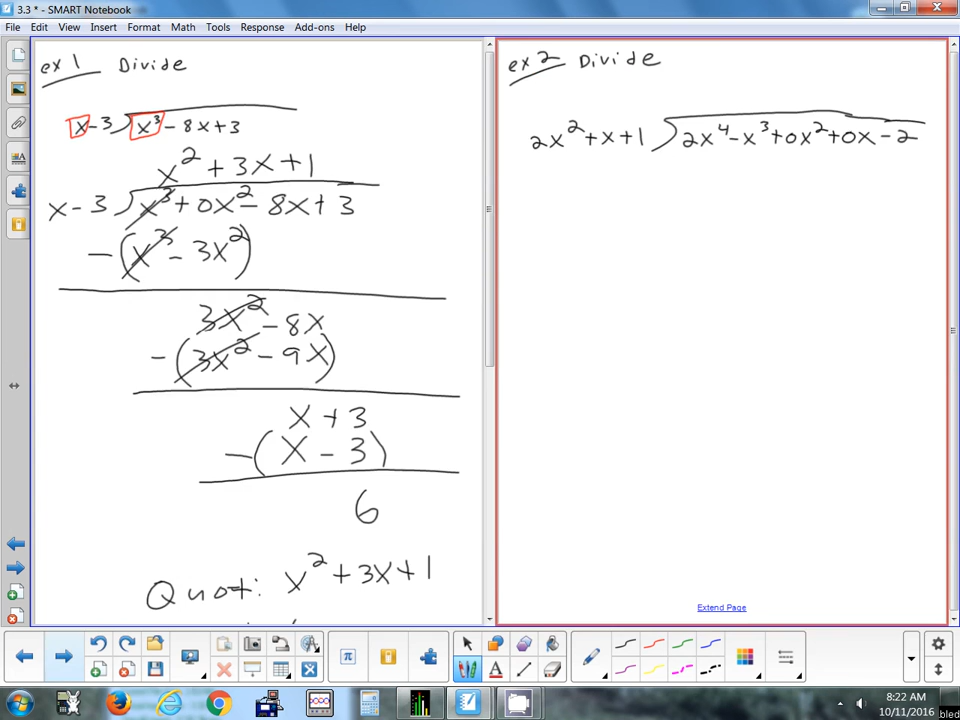 3.3 * - SMART Notebook
File Edit View Insert Format Math Tools Response Add-ons Help
ex 1 Divide
x-3 x³ - 8x+3
x² + 3x + 1
x - 3 x³ + 0x² - 8x + 3
- (x³ - 3x²)
3x² - 8x
- (3x² - 9x)
x + 3
- (x - 3)
6
Quot: x² + 3x + 1
ex 2 Divide
2x² + x + 1 2x⁴ - x³ + 0x² + 0x - 2
Extend Page
π
A
8:22 AM
10/11/2016
bled